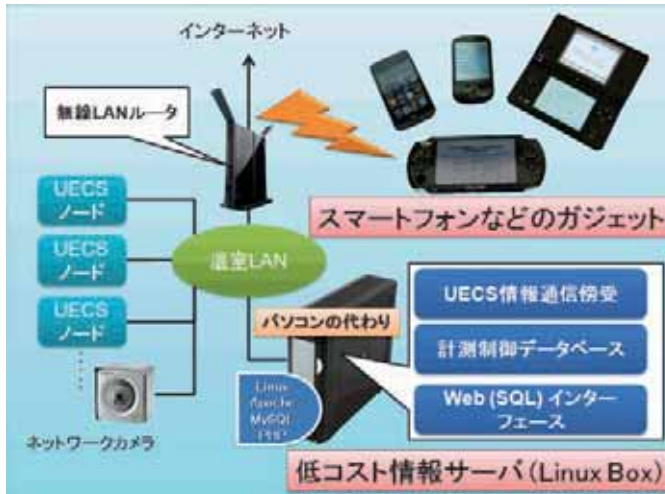 インターネット
無線LANルータ
UECS
ノード
UECS
ノード
UECS
ノード
温室LAN
スマートフォンなどのガジェット
パソコンの代わり
UECS情報通信傍受
計測制御データベース
Web (SQL) インター
フェース
Linux
Apache
MySQL
PHP
ネットワークカメラ
低コスト情報サーバ(Linux Box)